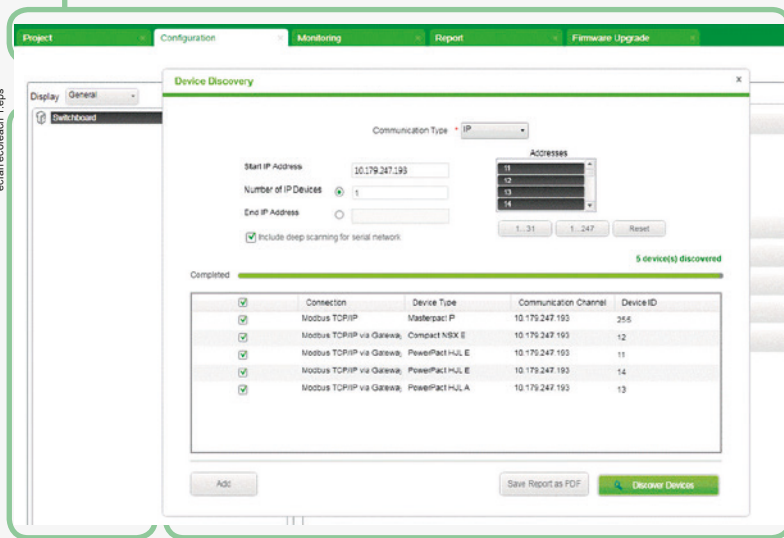 Project × Configuration × Monitoring × Report × Firmware Upgrade ×
Display General
Switchboard
Device Discovery x
Communication Type * IP
Start IP Address 10.179.247.193
Number of IP Devices 1
End IP Address
Include deep scanning for serial network
Addresses
11
12
13
14
1...31 1...247 Reset
5 device(s) discovered
Completed
Connection Device Type Communication Channel Device ID
Modbus TCP/IP Masterpact P 10.179.247.193 255
Modbus TCP/IP via Gateway Compact NSX E 10.179.247.193 12
Modbus TCP/IP via Gateway PowerPact HJL E 10.179.247.193 11
Modbus TCP/IP via Gateway PowerPact HJL E 10.179.247.193 14
Modbus TCP/IP via Gateway PowerPact HJL A 10.179.247.193 13
Add Save Report as PDF Discover Devices